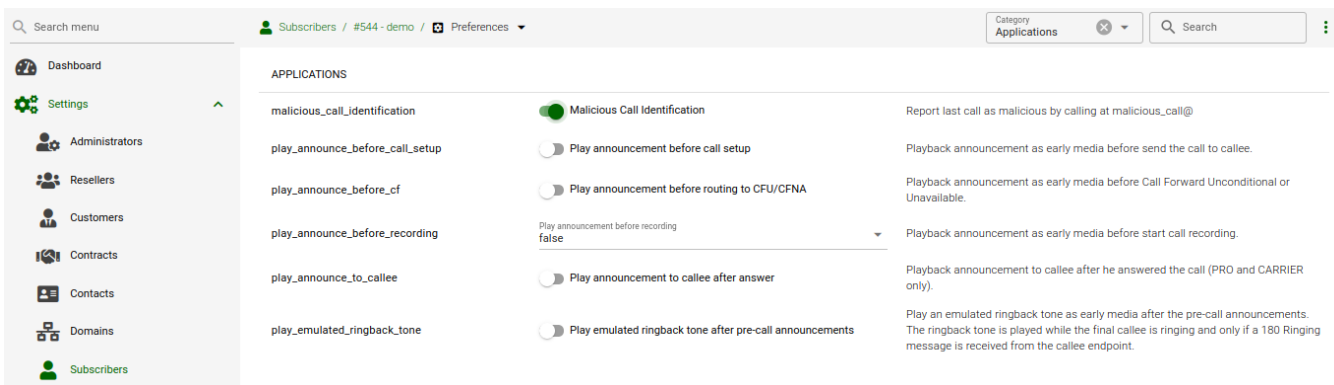 Search menu
Subscribers / #544 - demo / Preferences
Category
Applications
Search
Dashboard
Settings
Administrators
Resellers
Customers
Contracts
Contacts
Domains
Subscribers
APPLICATIONS
malicious_call_identification
Malicious Call Identification
Report last call as malicious by calling at malicious_call@
play_announce_before_call_setup
Play announcement before call setup
Playback announcement as early media before send the call to callee.
play_announce_before_cf
Play announcement before routing to CFU/CFNA
Playback announcement as early media before Call Forward Unconditional or
Unavailable.
play_announce_before_recording
Play announcement before recording
false
Playback announcement as early media before start call recording.
play_announce_to_callee
Play announcement to callee after answer
Playback announcement to callee after he answered the call (PRO and CARRIER
only).
play_emulated_ringback_tone
Play emulated ringback tone after pre-call announcements
Play an emulated ringback tone as early media after the pre-call announcements.
The ringback tone is played while the final callee is ringing and only if a 180 Ringing
message is received from the callee endpoint.